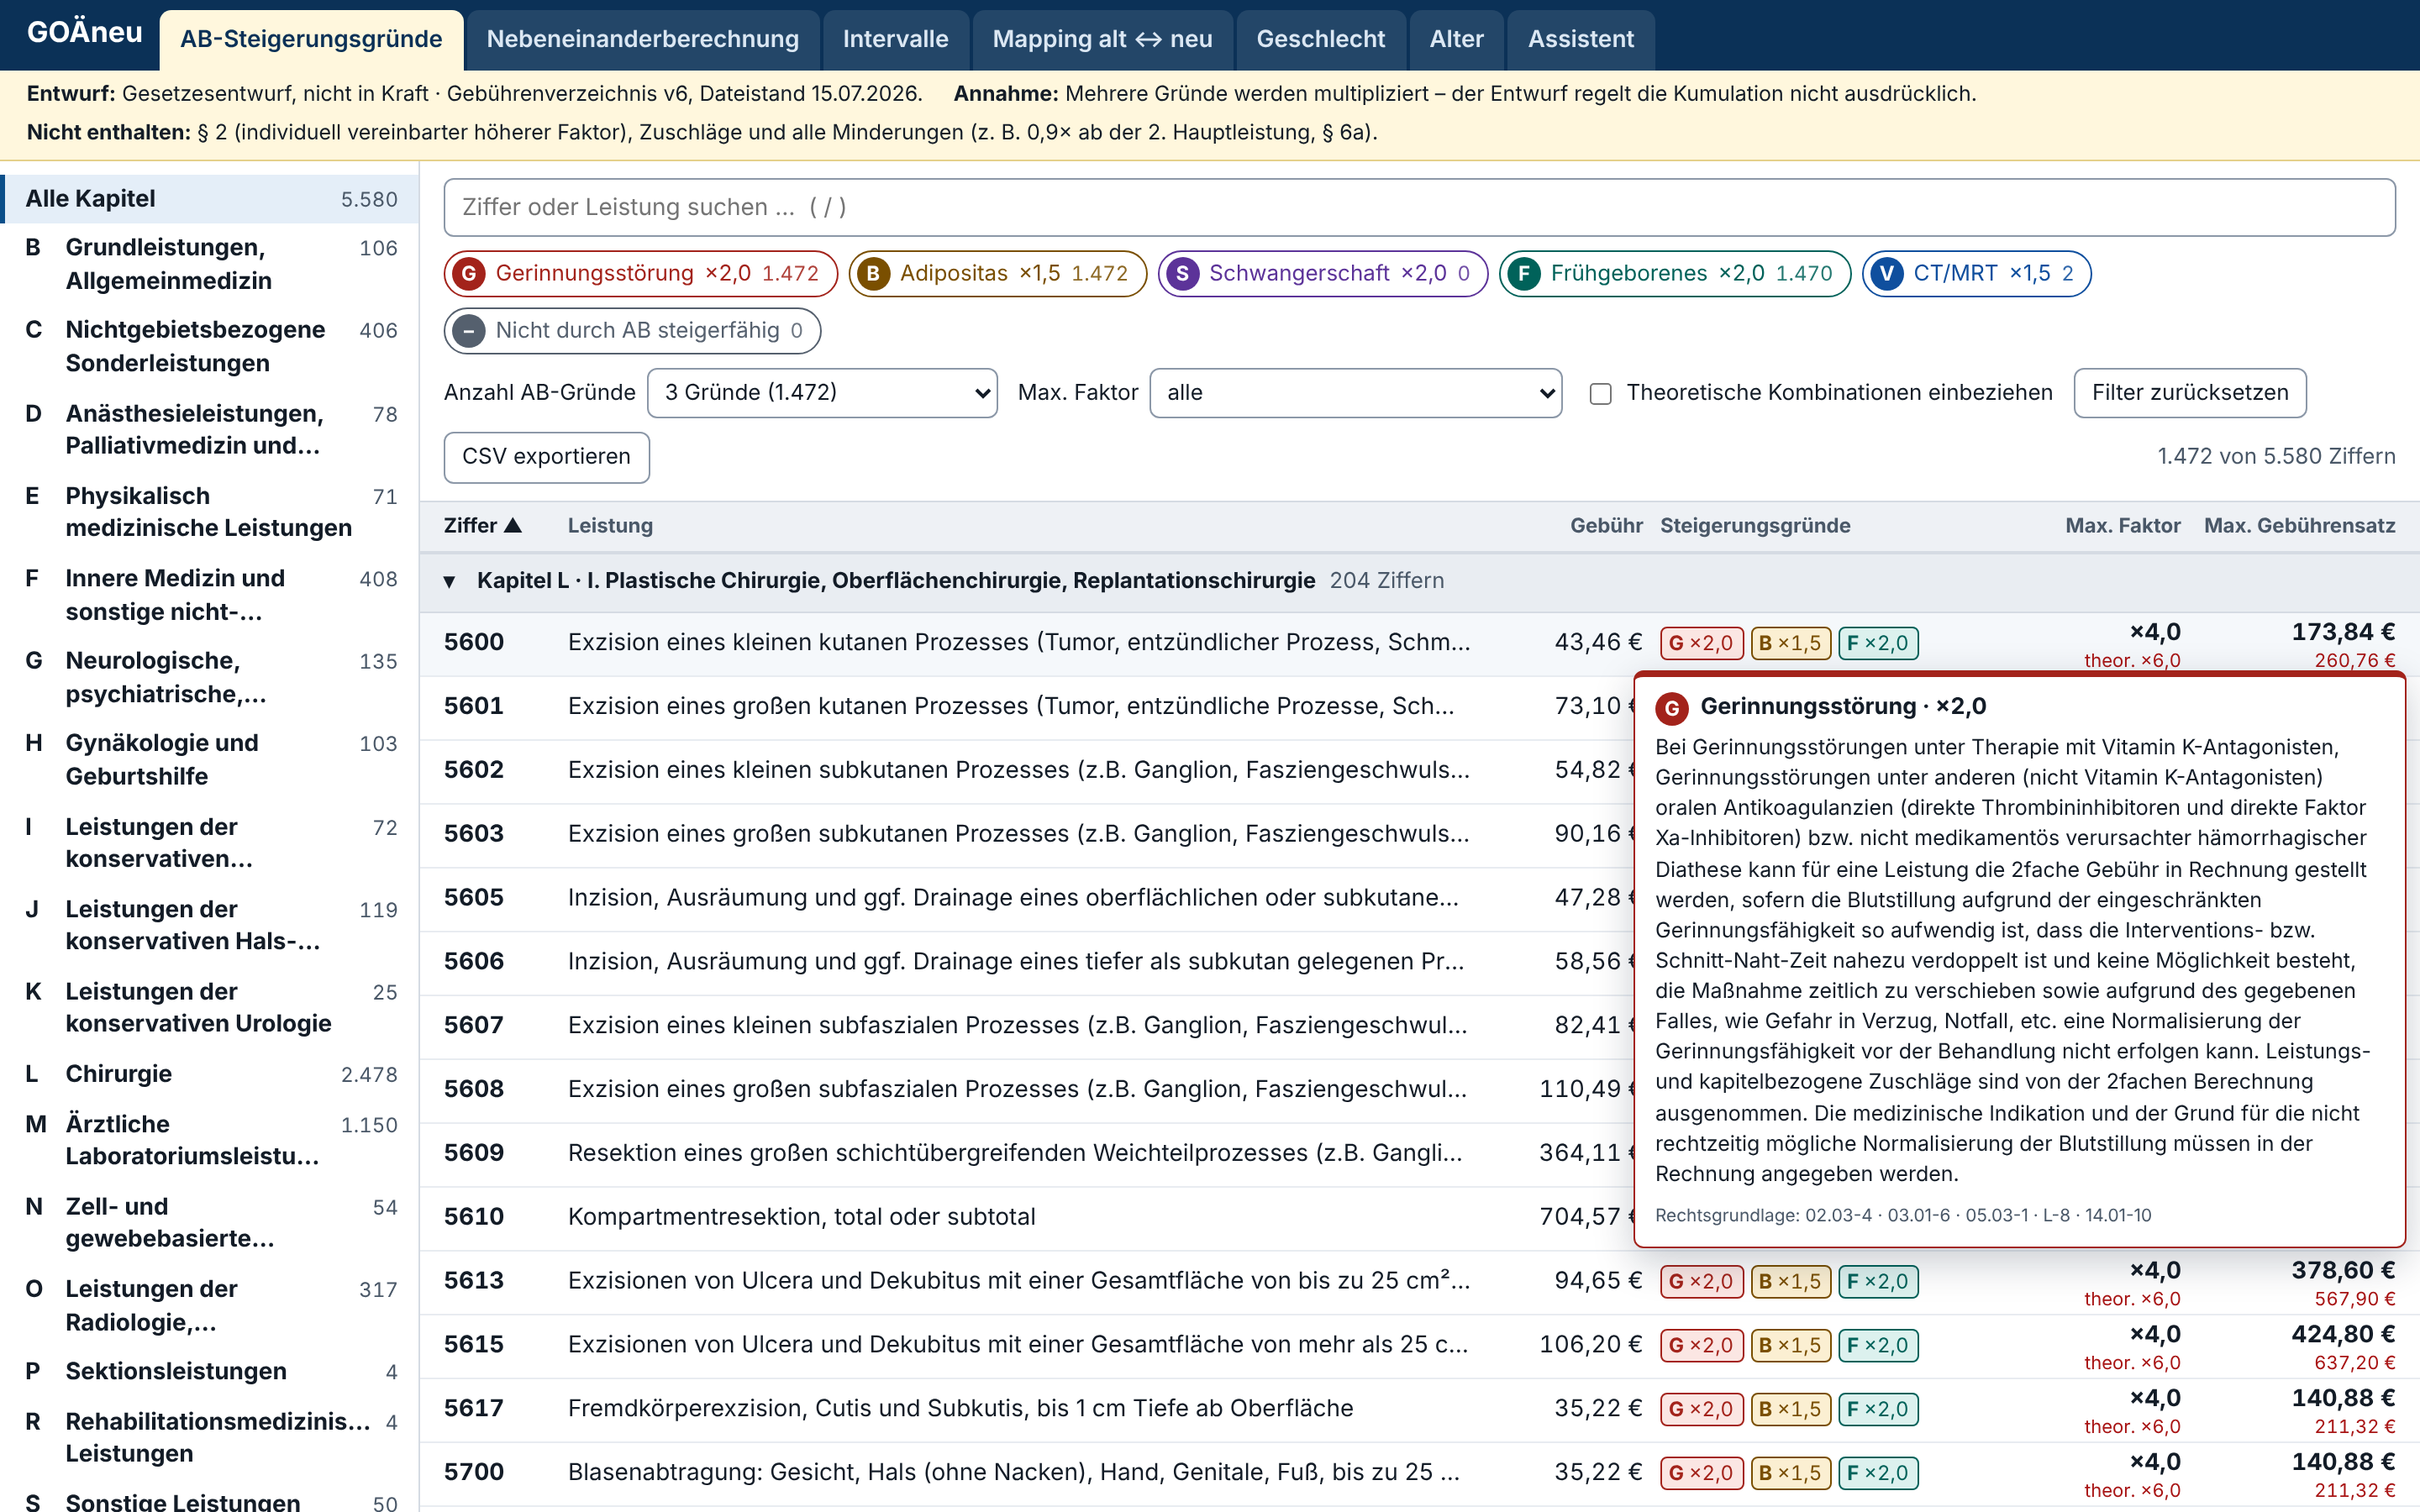 GOÄneu
AB-Steigerungsgründe
Nebeneinanderberechnung
Intervalle
Mapping alt ↔ neu
Geschlecht
Alter
Assistent
Entwurf: Gesetzesentwurf, nicht in Kraft · Gebührenverzeichnis v6, Dateistand 15.07.2026. Annahme: Mehrere Gründe werden multipliziert – der Entwurf regelt die Kumulation nicht ausdrücklich.
Nicht enthalten: § 2 (individuell vereinbarter höherer Faktor), Zuschläge und alle Minderungen (z. B. 0,9× ab der 2. Hauptleistung, § 6a).
Alle Kapitel 5.580
B Grundleistungen, 106
Allgemeinmedizin
C Nichtgebietsbezogene 406
Sonderleistungen
D Anästhesieleistungen, 78
Palliativmedizin und...
E Physikalisch 71
medizinische Leistungen
F Innere Medizin und 408
sonstige nicht-...
G Neurologische, 135
psychiatrische,...
H Gynäkologie und 103
Geburtshilfe
I Leistungen der 72
konservativen...
J Leistungen der 119
konservativen Hals-...
K Leistungen der 25
konservativen Urologie
L Chirurgie 2.478
M Ärztliche 1.150
Laboratoriumsleistu...
N Zell- und 54
gewebebasierte...
O Leistungen der 317
Radiologie,...
P Sektionsleistungen 4
R Rehabilitationsmedizinis... 4
Leistungen
S Sonstige Leistungen 50
Ziffer oder Leistung suchen ... ( / )
G Gerinnungsstörung ×2,0 1.472
B Adipositas ×1,5 1.472
S Schwangerschaft ×2,0 0
F Frühgeborenes ×2,0 1.470
V CT/MRT ×1,5 2
– Nicht durch AB steigerfähig 0
Anzahl AB-Gründe 3 Gründe (1.472) Max. Faktor alle Theoretische Kombinationen einbeziehen Filter zurücksetzen
CSV exportieren 1.472 von 5.580 Ziffern
Ziffer ▲ Leistung Gebühr Steigerungsgründe Max. Faktor Max. Gebührensatz
▼ Kapitel L · I. Plastische Chirurgie, Oberflächenchirurgie, Replantationschirurgie 204 Ziffern
5600 Exzision eines kleinen kutanen Prozesses (Tumor, entzündlicher Prozess, Schm... 43,46 € G ×2,0 B ×1,5 F ×2,0 ×4,0 173,84 €
theor. ×6,0 260,76 €
5601 Exzision eines großen kutanen Prozesses (Tumor, entzündliche Prozesse, Sch... 73,10 €
5602 Exzision eines kleinen subkutanen Prozesses (z.B. Ganglion, Fasziengeschwuls... 54,82 €
5603 Exzision eines großen subkutanen Prozesses (z.B. Ganglion, Fasziengeschwuls... 90,16 €
5605 Inzision, Ausräumung und ggf. Drainage eines oberflächlichen oder subkutane... 47,28 €
5606 Inzision, Ausräumung und ggf. Drainage eines tiefer als subkutan gelegenen Pr... 58,56 €
5607 Exzision eines kleinen subfaszialen Prozesses (z.B. Ganglion, Fasziengeschwul... 82,41 €
5608 Exzision eines großen subfaszialen Prozesses (z.B. Ganglion, Fasziengeschwul... 110,49 €
5609 Resektion eines großen schichtübergreifenden Weichteilprozesses (z.B. Gangli... 364,11 €
5610 Kompartmentresektion, total oder subtotal 704,57 €
G Gerinnungsstörung · ×2,0
Bei Gerinnungsstörungen unter Therapie mit Vitamin K-Antagonisten,
Gerinnungsstörungen unter anderen (nicht Vitamin K-Antagonisten)
oralen Antikoagulanzien (direkte Thrombininhibitoren und direkte Faktor
Xa-Inhibitoren) bzw. nicht medikamentös verursachter hämorrhagischer
Diathese kann für eine Leistung die 2fache Gebühr in Rechnung gestellt
werden, sofern die Blutstillung aufgrund der eingeschränkten
Gerinnungsfähigkeit so aufwendig ist, dass die Interventions- bzw.
Schnitt-Naht-Zeit nahezu verdoppelt ist und keine Möglichkeit besteht,
die Maßnahme zeitlich zu verschieben sowie aufgrund des gegebenen
Falles, wie Gefahr in Verzug, Notfall, etc. eine Normalisierung der
Gerinnungsfähigkeit vor der Behandlung nicht erfolgen kann. Leistungs-
und kapitelbezogene Zuschläge sind von der 2fachen Berechnung
ausgenommen. Die medizinische Indikation und der Grund für die nicht
rechtzeitig mögliche Normalisierung der Blutstillung müssen in der
Rechnung angegeben werden.
Rechtsgrundlage: 02.03-4 · 03.01-6 · 05.03-1 · L-8 · 14.01-10
5613 Exzisionen von Ulcera und Dekubitus mit einer Gesamtfläche von bis zu 25 cm²... 94,65 € G ×2,0 B ×1,5 F ×2,0 ×4,0 378,60 €
theor. ×6,0 567,90 €
5615 Exzisionen von Ulcera und Dekubitus mit einer Gesamtfläche von mehr als 25 c... 106,20 € G ×2,0 B ×1,5 F ×2,0 ×4,0 424,80 €
theor. ×6,0 637,20 €
5617 Fremdkörperexzision, Cutis und Subkutis, bis 1 cm Tiefe ab Oberfläche 35,22 € G ×2,0 B ×1,5 F ×2,0 ×4,0 140,88 €
theor. ×6,0 211,32 €
5700 Blasenabtragung: Gesicht, Hals (ohne Nacken), Hand, Genitale, Fuß, bis zu 25 ... 35,22 € G ×2,0 B ×1,5 F ×2,0 ×4,0 140,88 €
theor. ×6,0 211,32 €